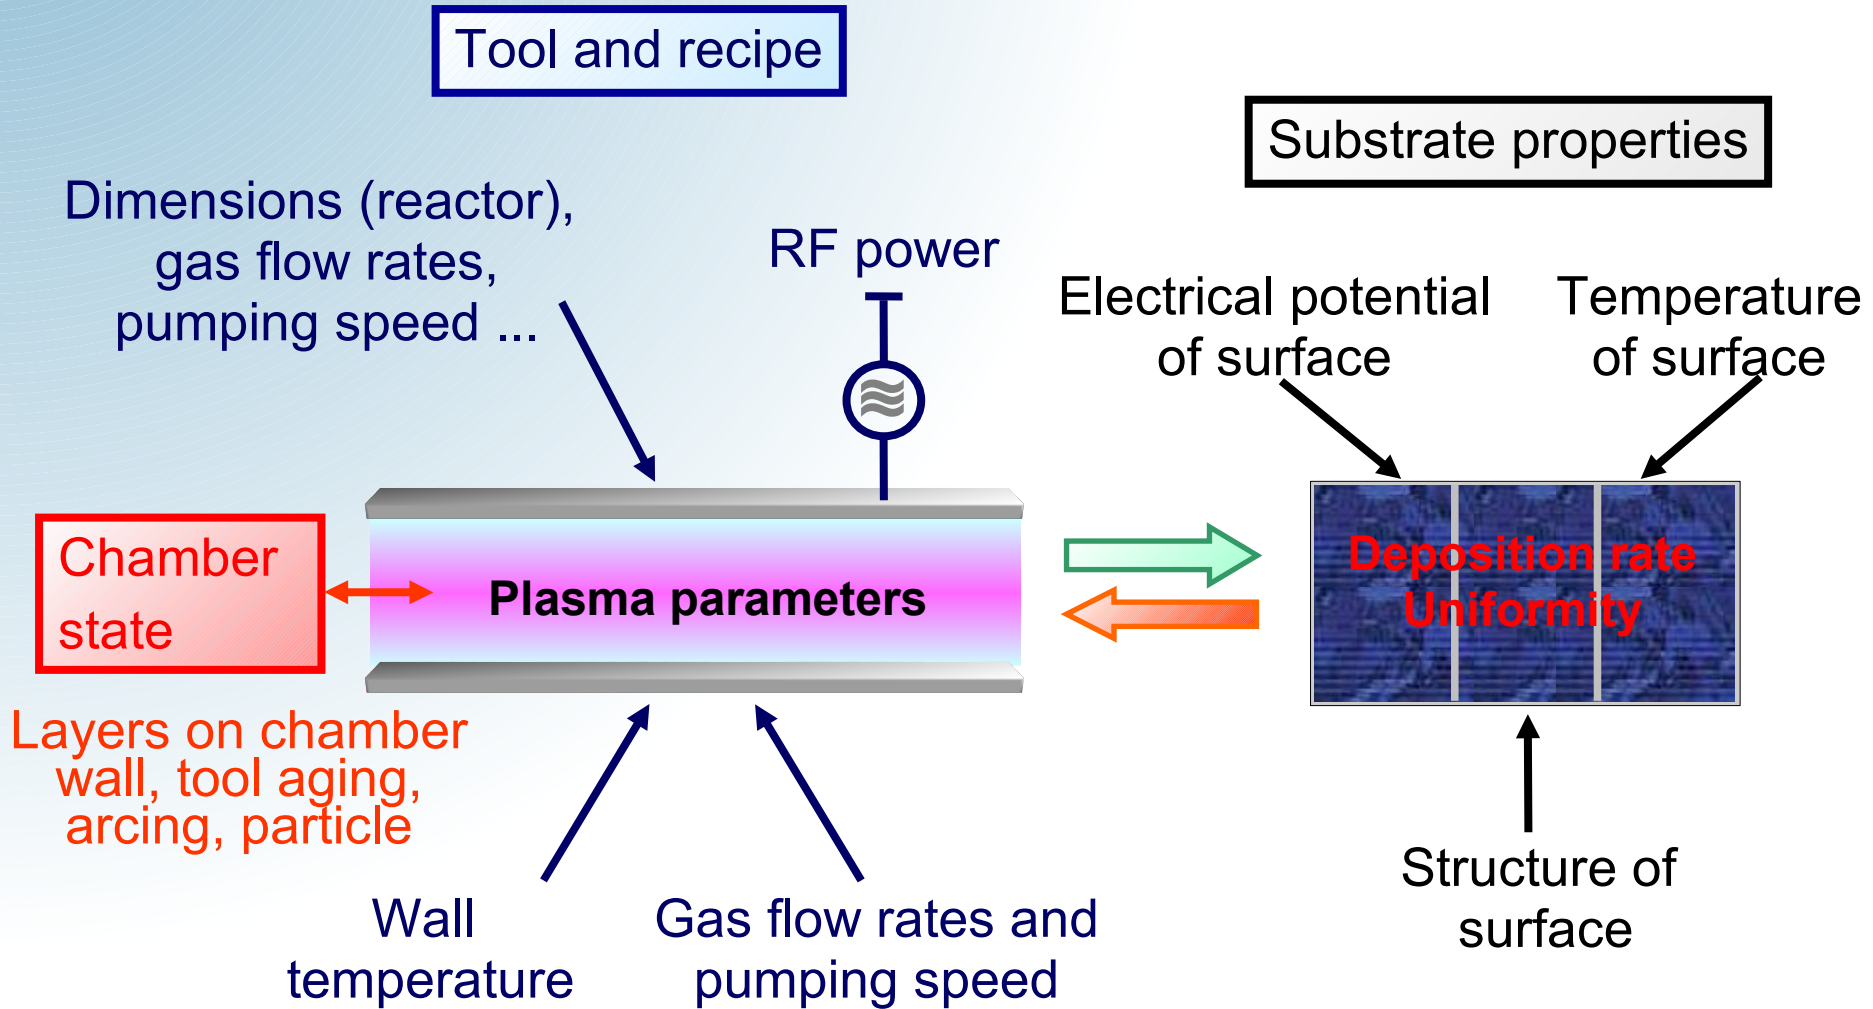 Tool and recipe
Substrate properties
Dimensions (reactor),
gas flow rates,
pumping speed ...
RF power
Electrical potential
of surface
Temperature
of surface
Chamber
state
Plasma parameters
Deposition rate
Uniformity
Layers on chamber
wall, tool aging,
arcing, particle
Wall
temperature
Gas flow rates and
pumping speed
Structure of
surface